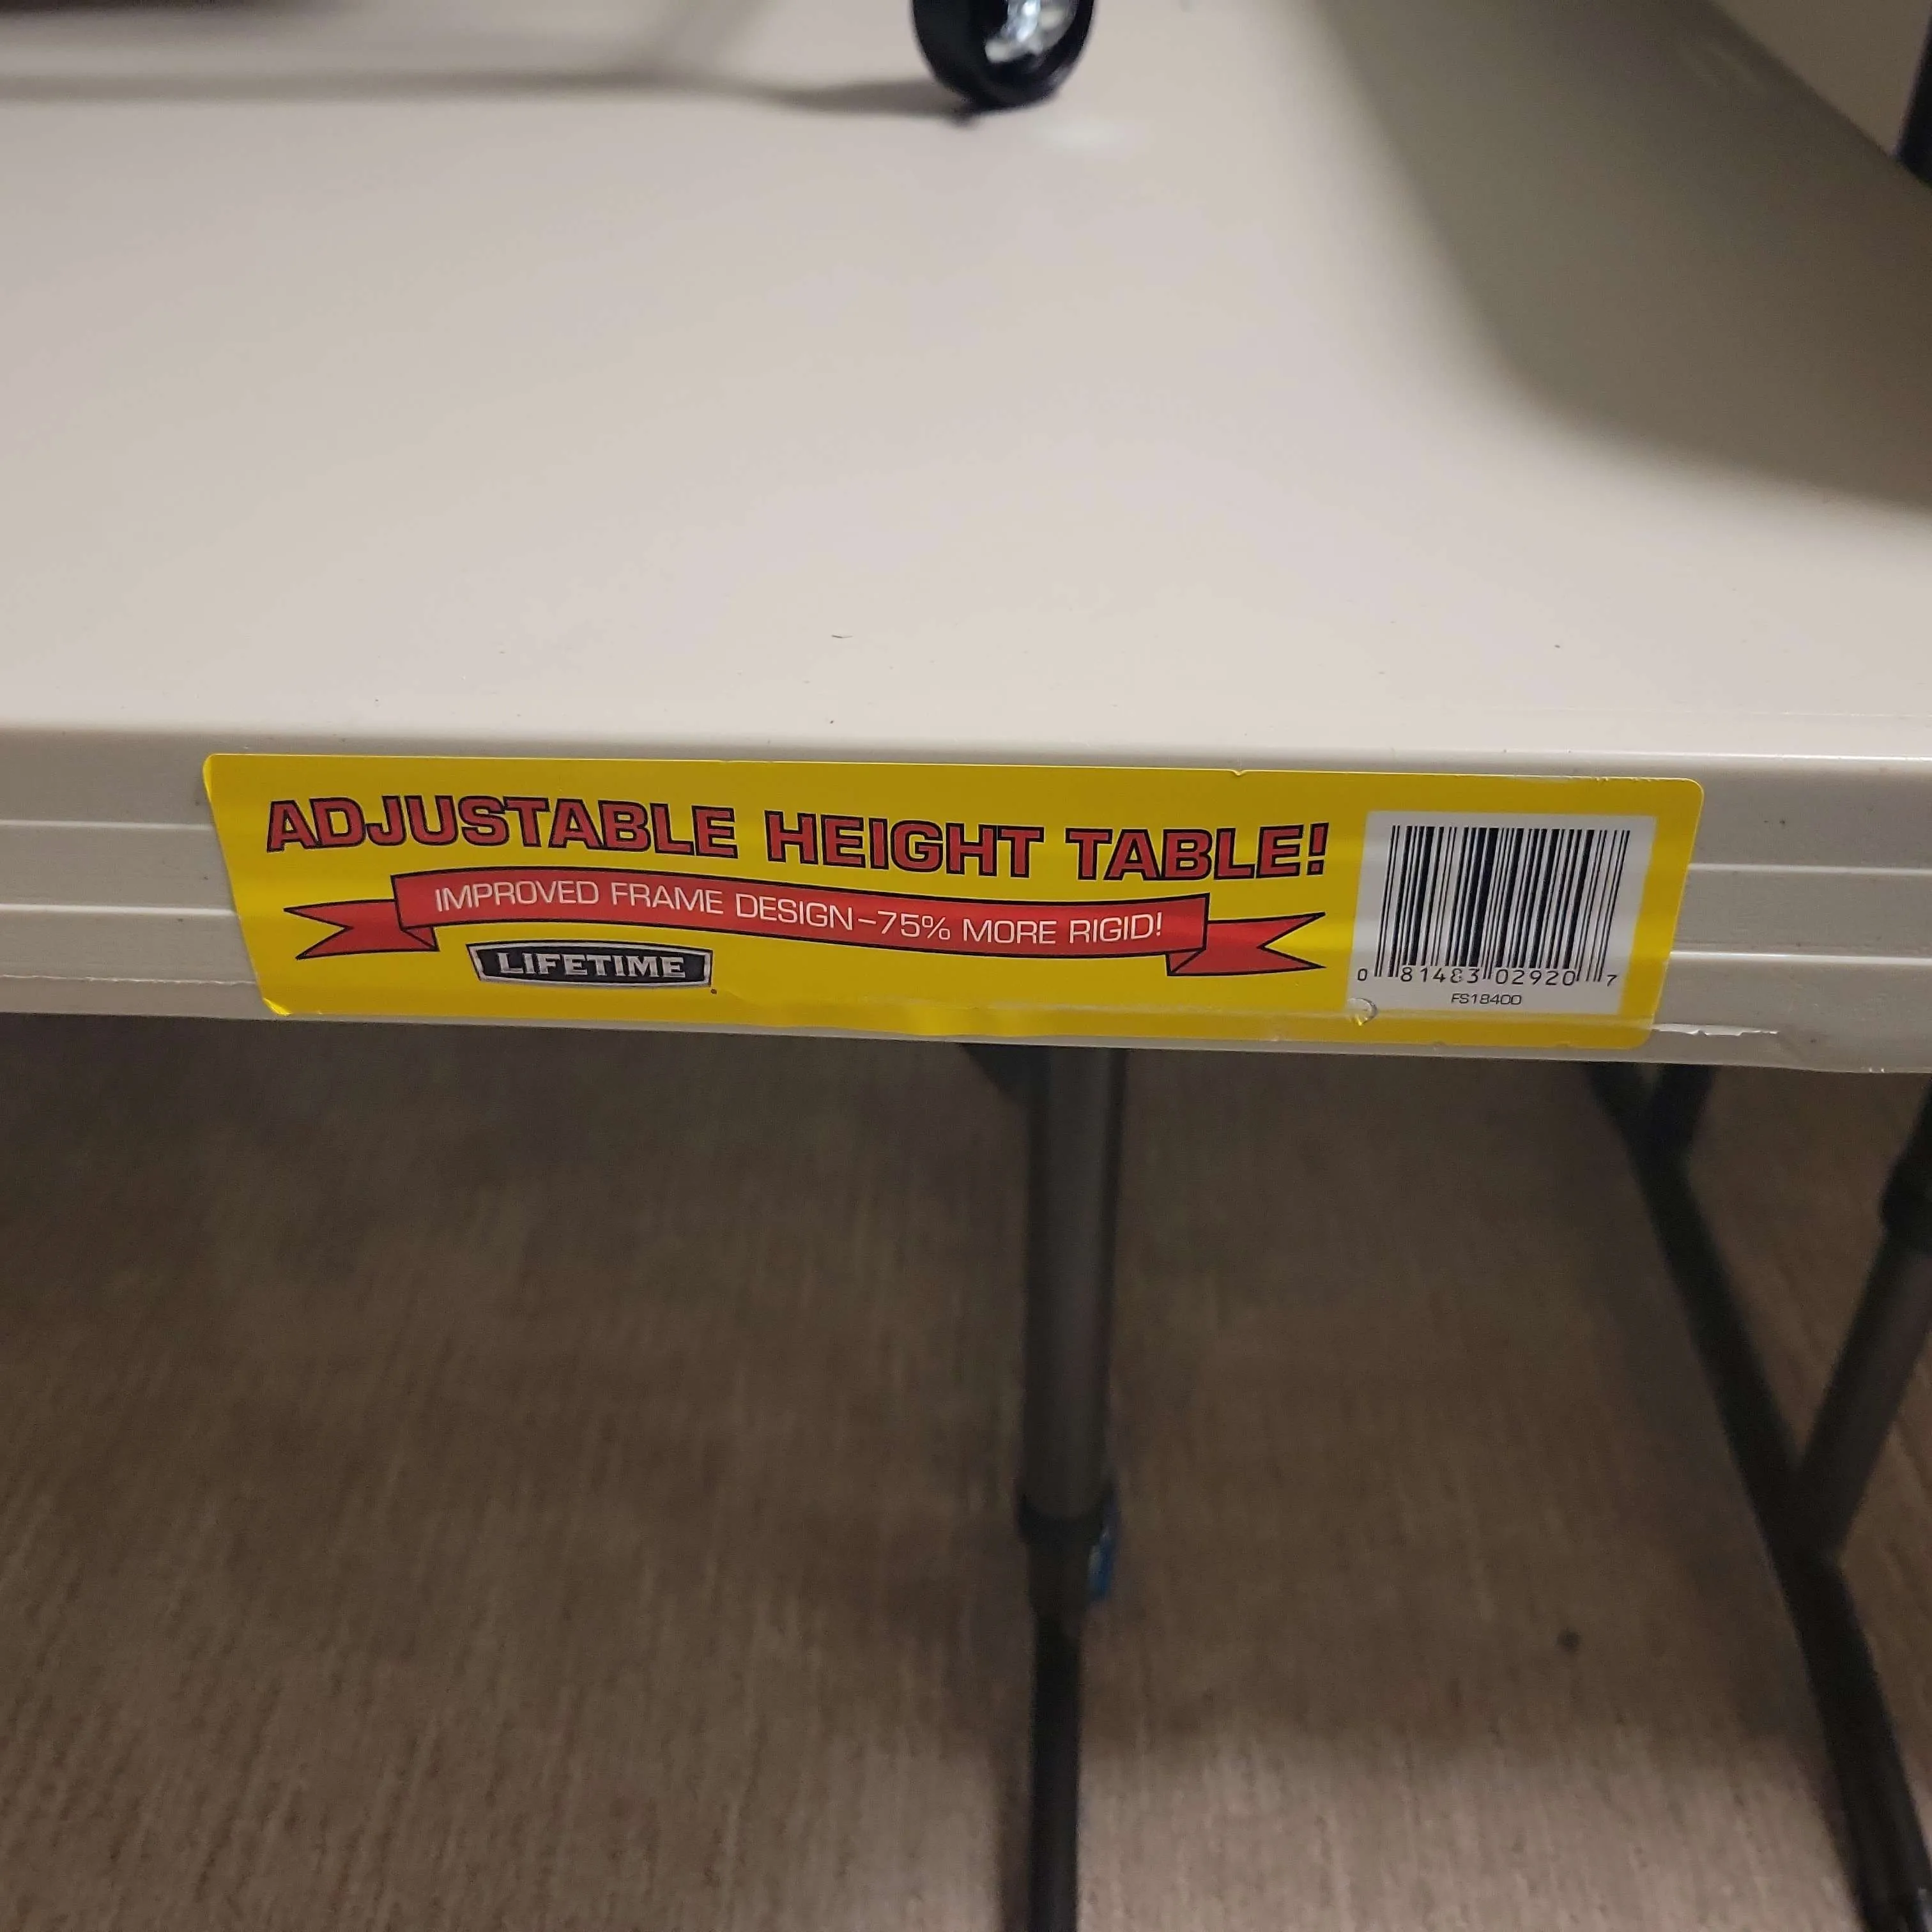 ADJUSTABLE HEIGHT TABLE!
IMPROVED FRAME DESIGN-75% MORE RIGID!
LIFETIME
0 81483 02920 7
FS18400